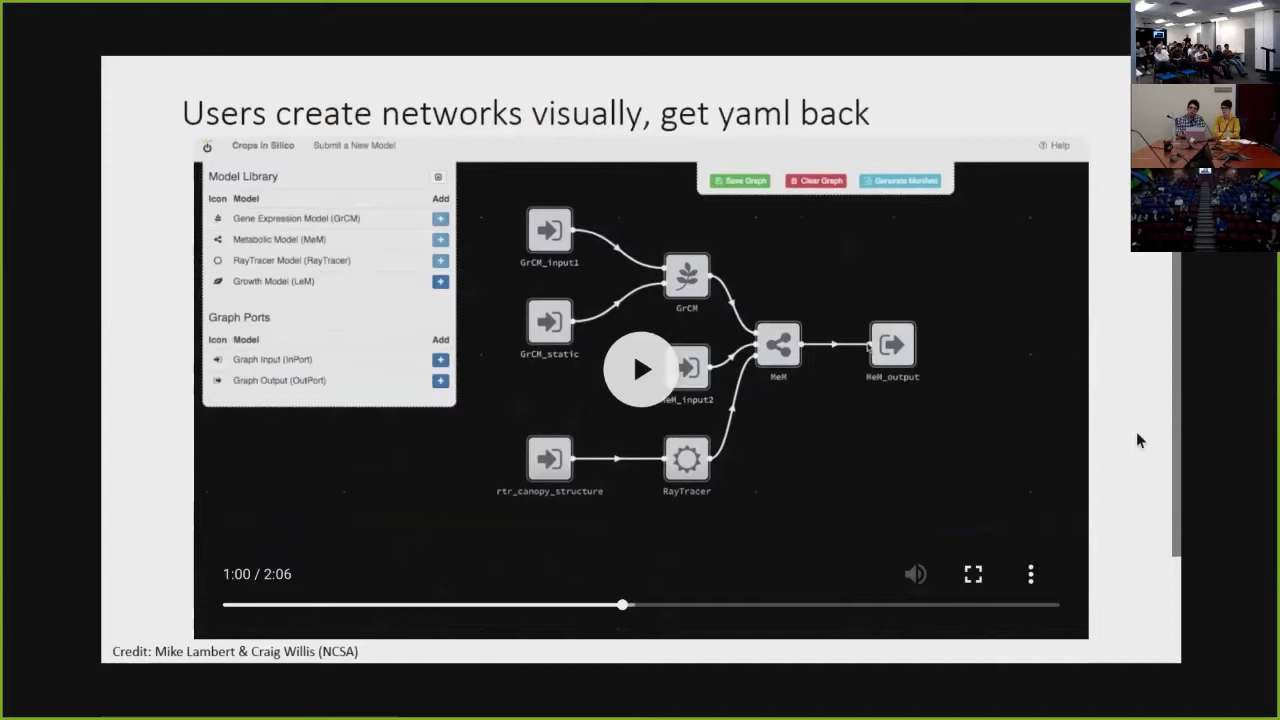 Users create networks visually, get yaml back
Crops in Silico Submit a New Model Help
Model Library
Icon Model Add
Gene Expression Model (GrCM)
Metabolic Model (MeM)
RayTracer Model (RayTracer)
Growth Model (LeM)
Graph Ports
Icon Model Add
Graph Input (InPort)
Graph Output (OutPort)
Save Graph Clear Graph Generate Manifest
GrCM_input1
GrCM
GrCM_static
MeM
MeM_output
MeM_input2
rtr_canopy_structure
RayTracer
1:00 / 2:06
Credit: Mike Lambert & Craig Willis (NCSA)